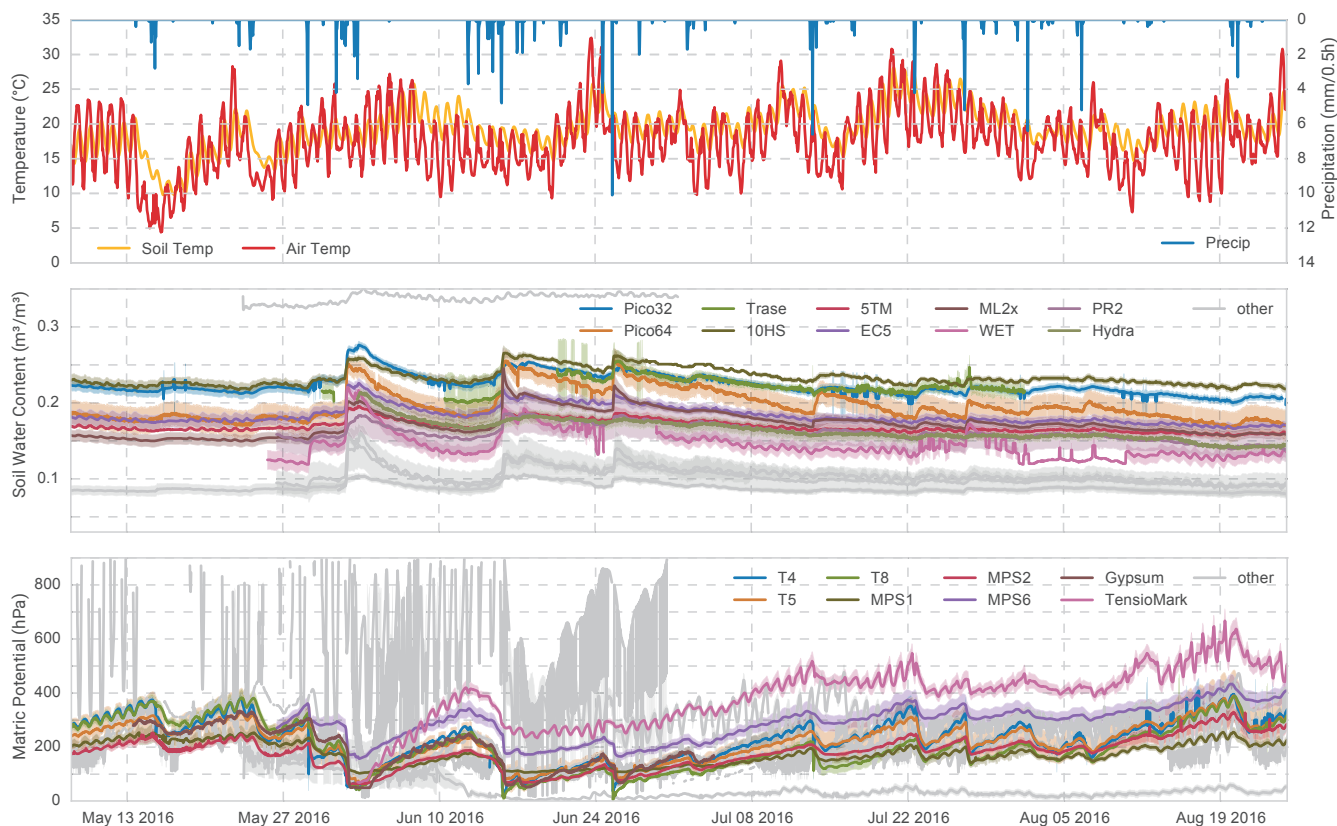 35
30
25
20
15
10
5
0
Temperature (°C)
0
2
4
6
8
10
12
14
Precipitation (mm/0.5h)
Soil Temp
Air Temp
Precip
0.3
0.2
0.1
Soil Water Content (m³/m³)
Pico32
Trase
5TM
ML2x
PR2
other
Pico64
10HS
EC5
WET
Hydra
800
600
400
200
0
Matric Potential (hPa)
T4
T8
MPS2
Gypsum
other
T5
MPS1
MPS6
TensioMark
May 13 2016
May 27 2016
Jun 10 2016
Jun 24 2016
Jul 08 2016
Jul 22 2016
Aug 05 2016
Aug 19 2016